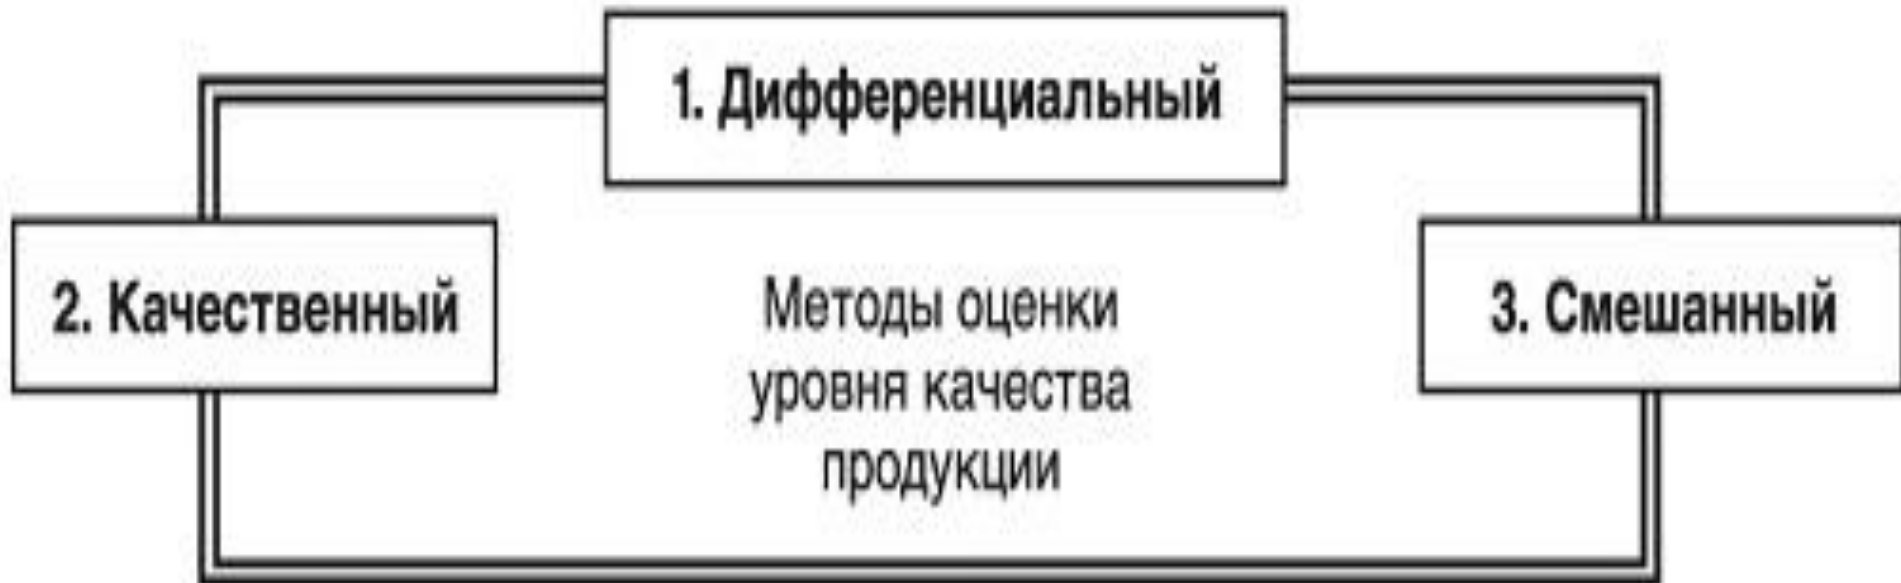 1. Дифференциальный
2. Качественный
3. Смешанный
Методы оценки
уровня качества
продукции